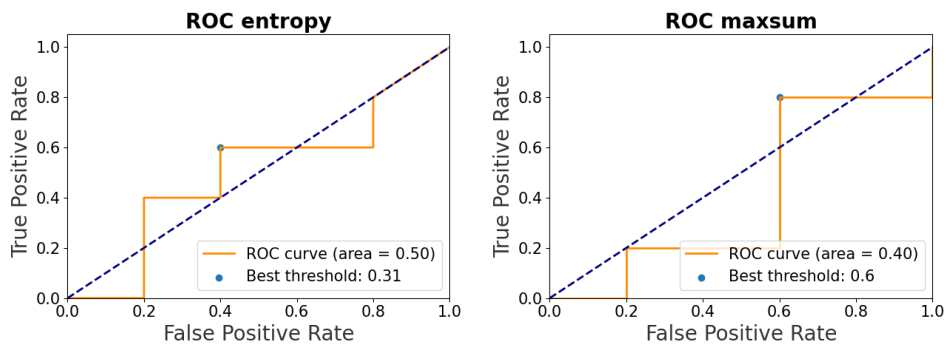 ROC entropy
True Positive Rate
1.0
0.8
0.6
0.4
0.2
0.0
ROC curve (area = 0.50)
Best threshold: 0.31
0.0 0.2 0.4 0.6 0.8 1.0
False Positive Rate
ROC maxsum
True Positive Rate
1.0
0.8
0.6
0.4
0.2
0.0
ROC curve (area = 0.40)
Best threshold: 0.6
0.0 0.2 0.4 0.6 0.8 1.0
False Positive Rate